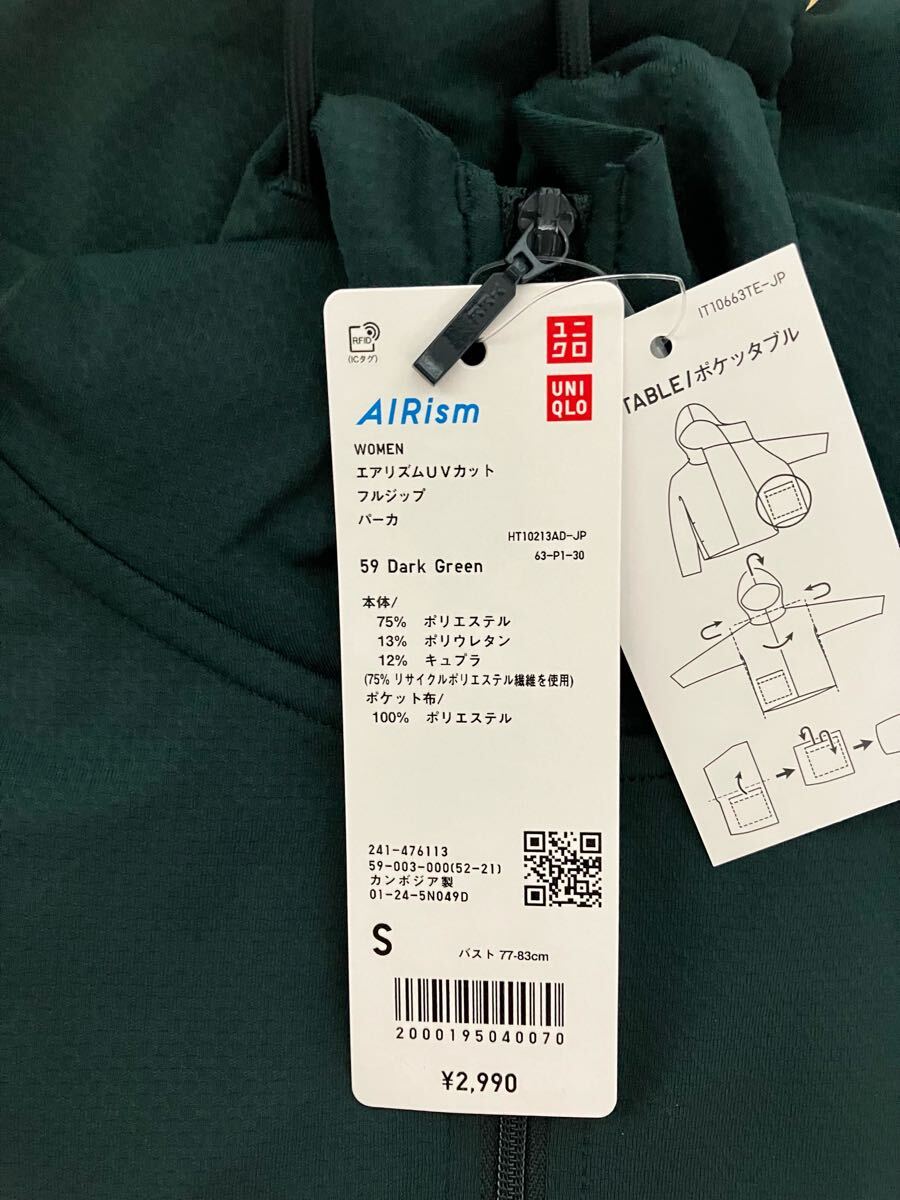 RFID
(ICタグ)
ユニ
クロ
UNI
QLO
AIRism
WOMEN
エアリズムUVカット
フルジップ
パーカ
HT10213AD-JP
63-P1-30
59 Dark Green
本体/
75% ポリエステル
13% ポリウレタン
12% キュプラ
(75% リサイクルポリエステル繊維を使用)
ポケット布/
100% ポリエステル
241-476113
59-003-000(52-21)
カンボジア製
01-24-5N049D
S
バスト 77-83cm
2000195040070
¥2,990
IT10663TE-JP
TABLE/ポケッタブル